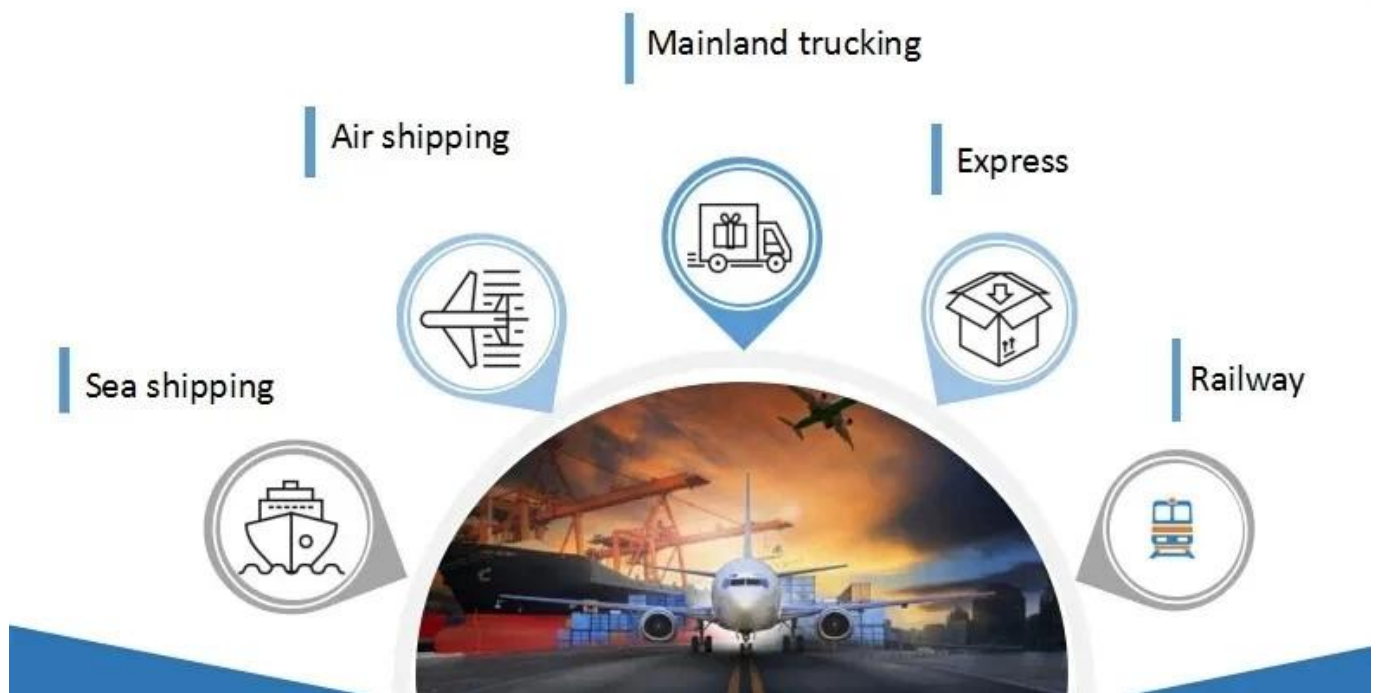 Mainland trucking
Air shipping
Express
Sea shipping
Railway